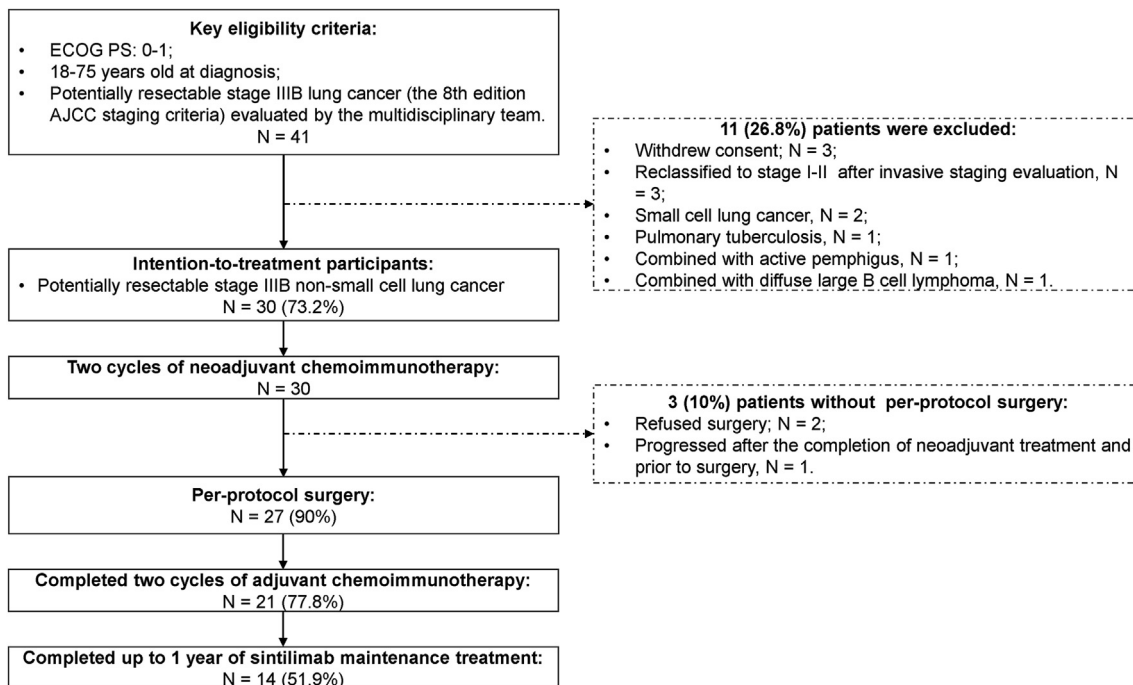 Key eligibility criteria:
• ECOG PS: 0-1;
• 18-75 years old at diagnosis;
• Potentially resectable stage IIIB lung cancer (the 8th edition
AJCC staging criteria) evaluated by the multidisciplinary team.
N = 41
11 (26.8%) patients were excluded:
• Withdrew consent; N = 3;
• Reclassified to stage I-II after invasive staging evaluation, N
= 3;
• Small cell lung cancer, N = 2;
• Pulmonary tuberculosis, N = 1;
• Combined with active pemphigus, N = 1;
• Combined with diffuse large B cell lymphoma, N = 1.
Intention-to-treat participants:
• Potentially resectable stage IIIB non-small cell lung cancer
N = 30 (73.2%)
Two cycles of neoadjuvant chemoimmunotherapy:
N = 30
3 (10%) patients without per-protocol surgery:
• Refused surgery; N = 2;
• Progressed after the completion of neoadjuvant treatment and
prior to surgery, N = 1.
Per-protocol surgery:
N = 27 (90%)
Completed two cycles of adjuvant chemoimmunotherapy:
N = 21 (77.8%)
Completed up to 1 year of sintilimab maintenance treatment:
N = 14 (51.9%)